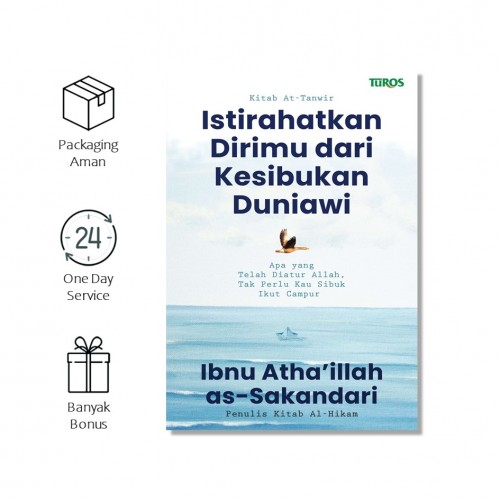 Packaging
Aman
24
One Day
Service
Banyak
Bonus
TUROS
Kitab At-Tanwir
Istirahatkan
Dirimu dari
Kesibukan
Duniawi
Apa yang
Telah Diatur Allah,
Tak Perlu Kau Sibuk
Ikut Campur
Ibnu Atha’illah
as-Sakandari
Penulis Kitab Al-Hikam